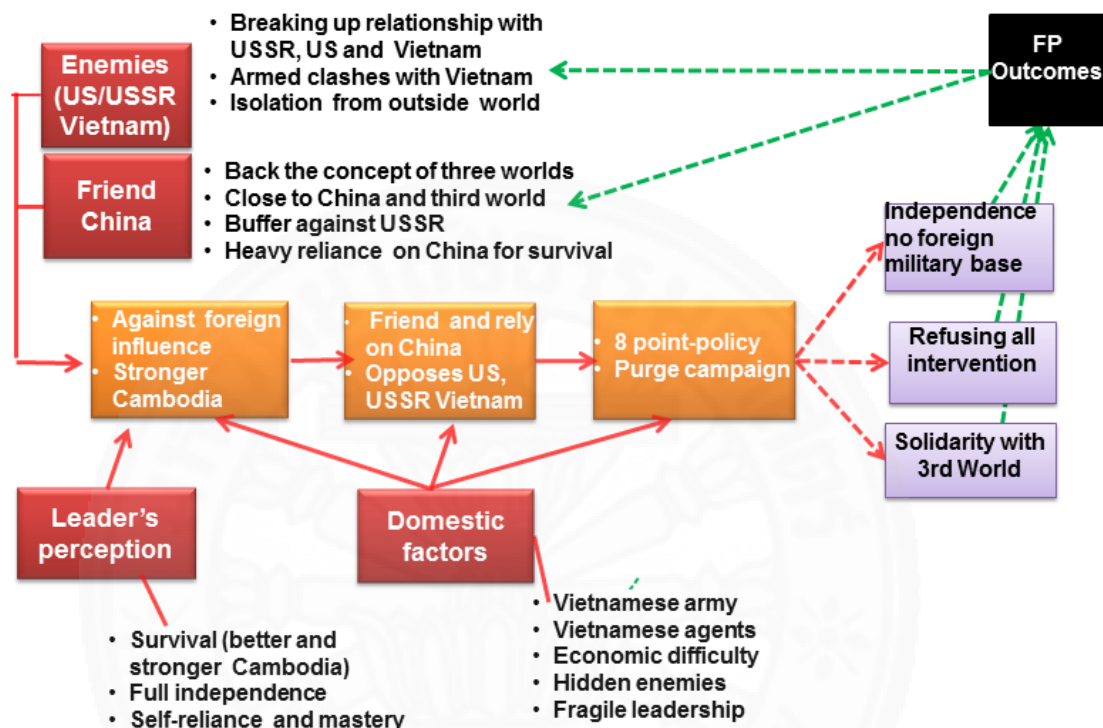 • Breaking up relationship with
USSR, US and Vietnam
• Armed clashes with Vietnam
• Isolation from outside world
Enemies
(US/USSR
Vietnam)
FP
Outcomes
Friend
China
• Back the concept of three worlds
• Close to China and third world
• Buffer against USSR
• Heavy reliance on China for survival
Independence
no foreign
military base
• Against foreign
influence
• Stronger
Cambodia
• Friend and rely
on China
• Opposes US,
USSR Vietnam
• 8 point-policy
• Purge campaign
Refusing all
intervention
Solidarity with
3rd World
Leader's
perception
Domestic
factors
• Survival (better and
stronger Cambodia)
• Full independence
• Self-reliance and mastery
• Vietnamese army
• Vietnamese agents
• Economic difficulty
• Hidden enemies
• Fragile leadership